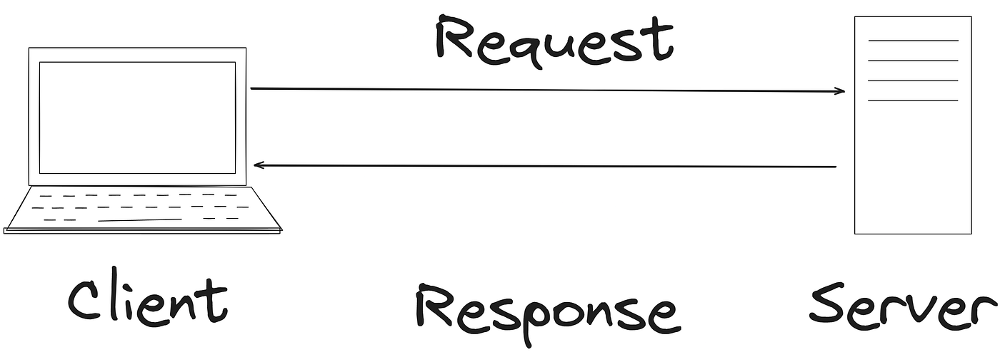 Request
Client
Response
Server